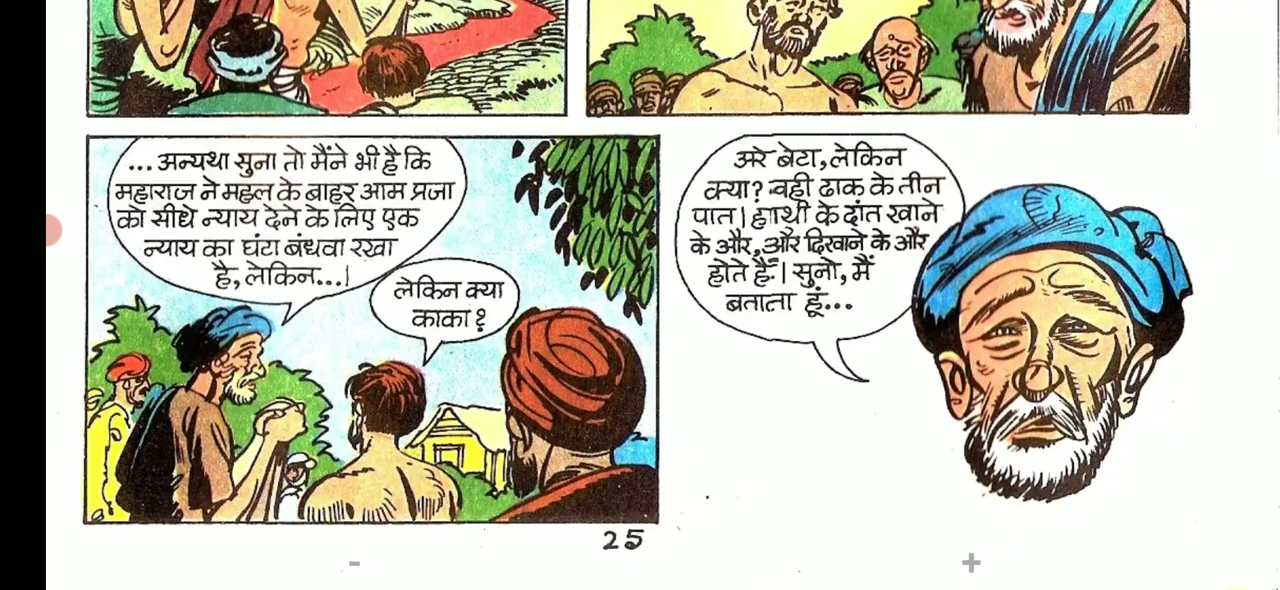 ...अन्यथा सुना तो मैंने भी है कि
महाराज ने महल के बाहर आम प्रजा
को सीधे न्याय देने के लिए एक
न्याय का घंटा बंधवा रखा
है, लेकिन...।
लेकिन क्या
काका?
अरे बेटा, लेकिन
क्या? वही ढाक के तीन
पात। हाथी के दांत खाने
के और, और दिखाने के और
होते हैं। सुनो, मैं
बताता हूं...
25
- +